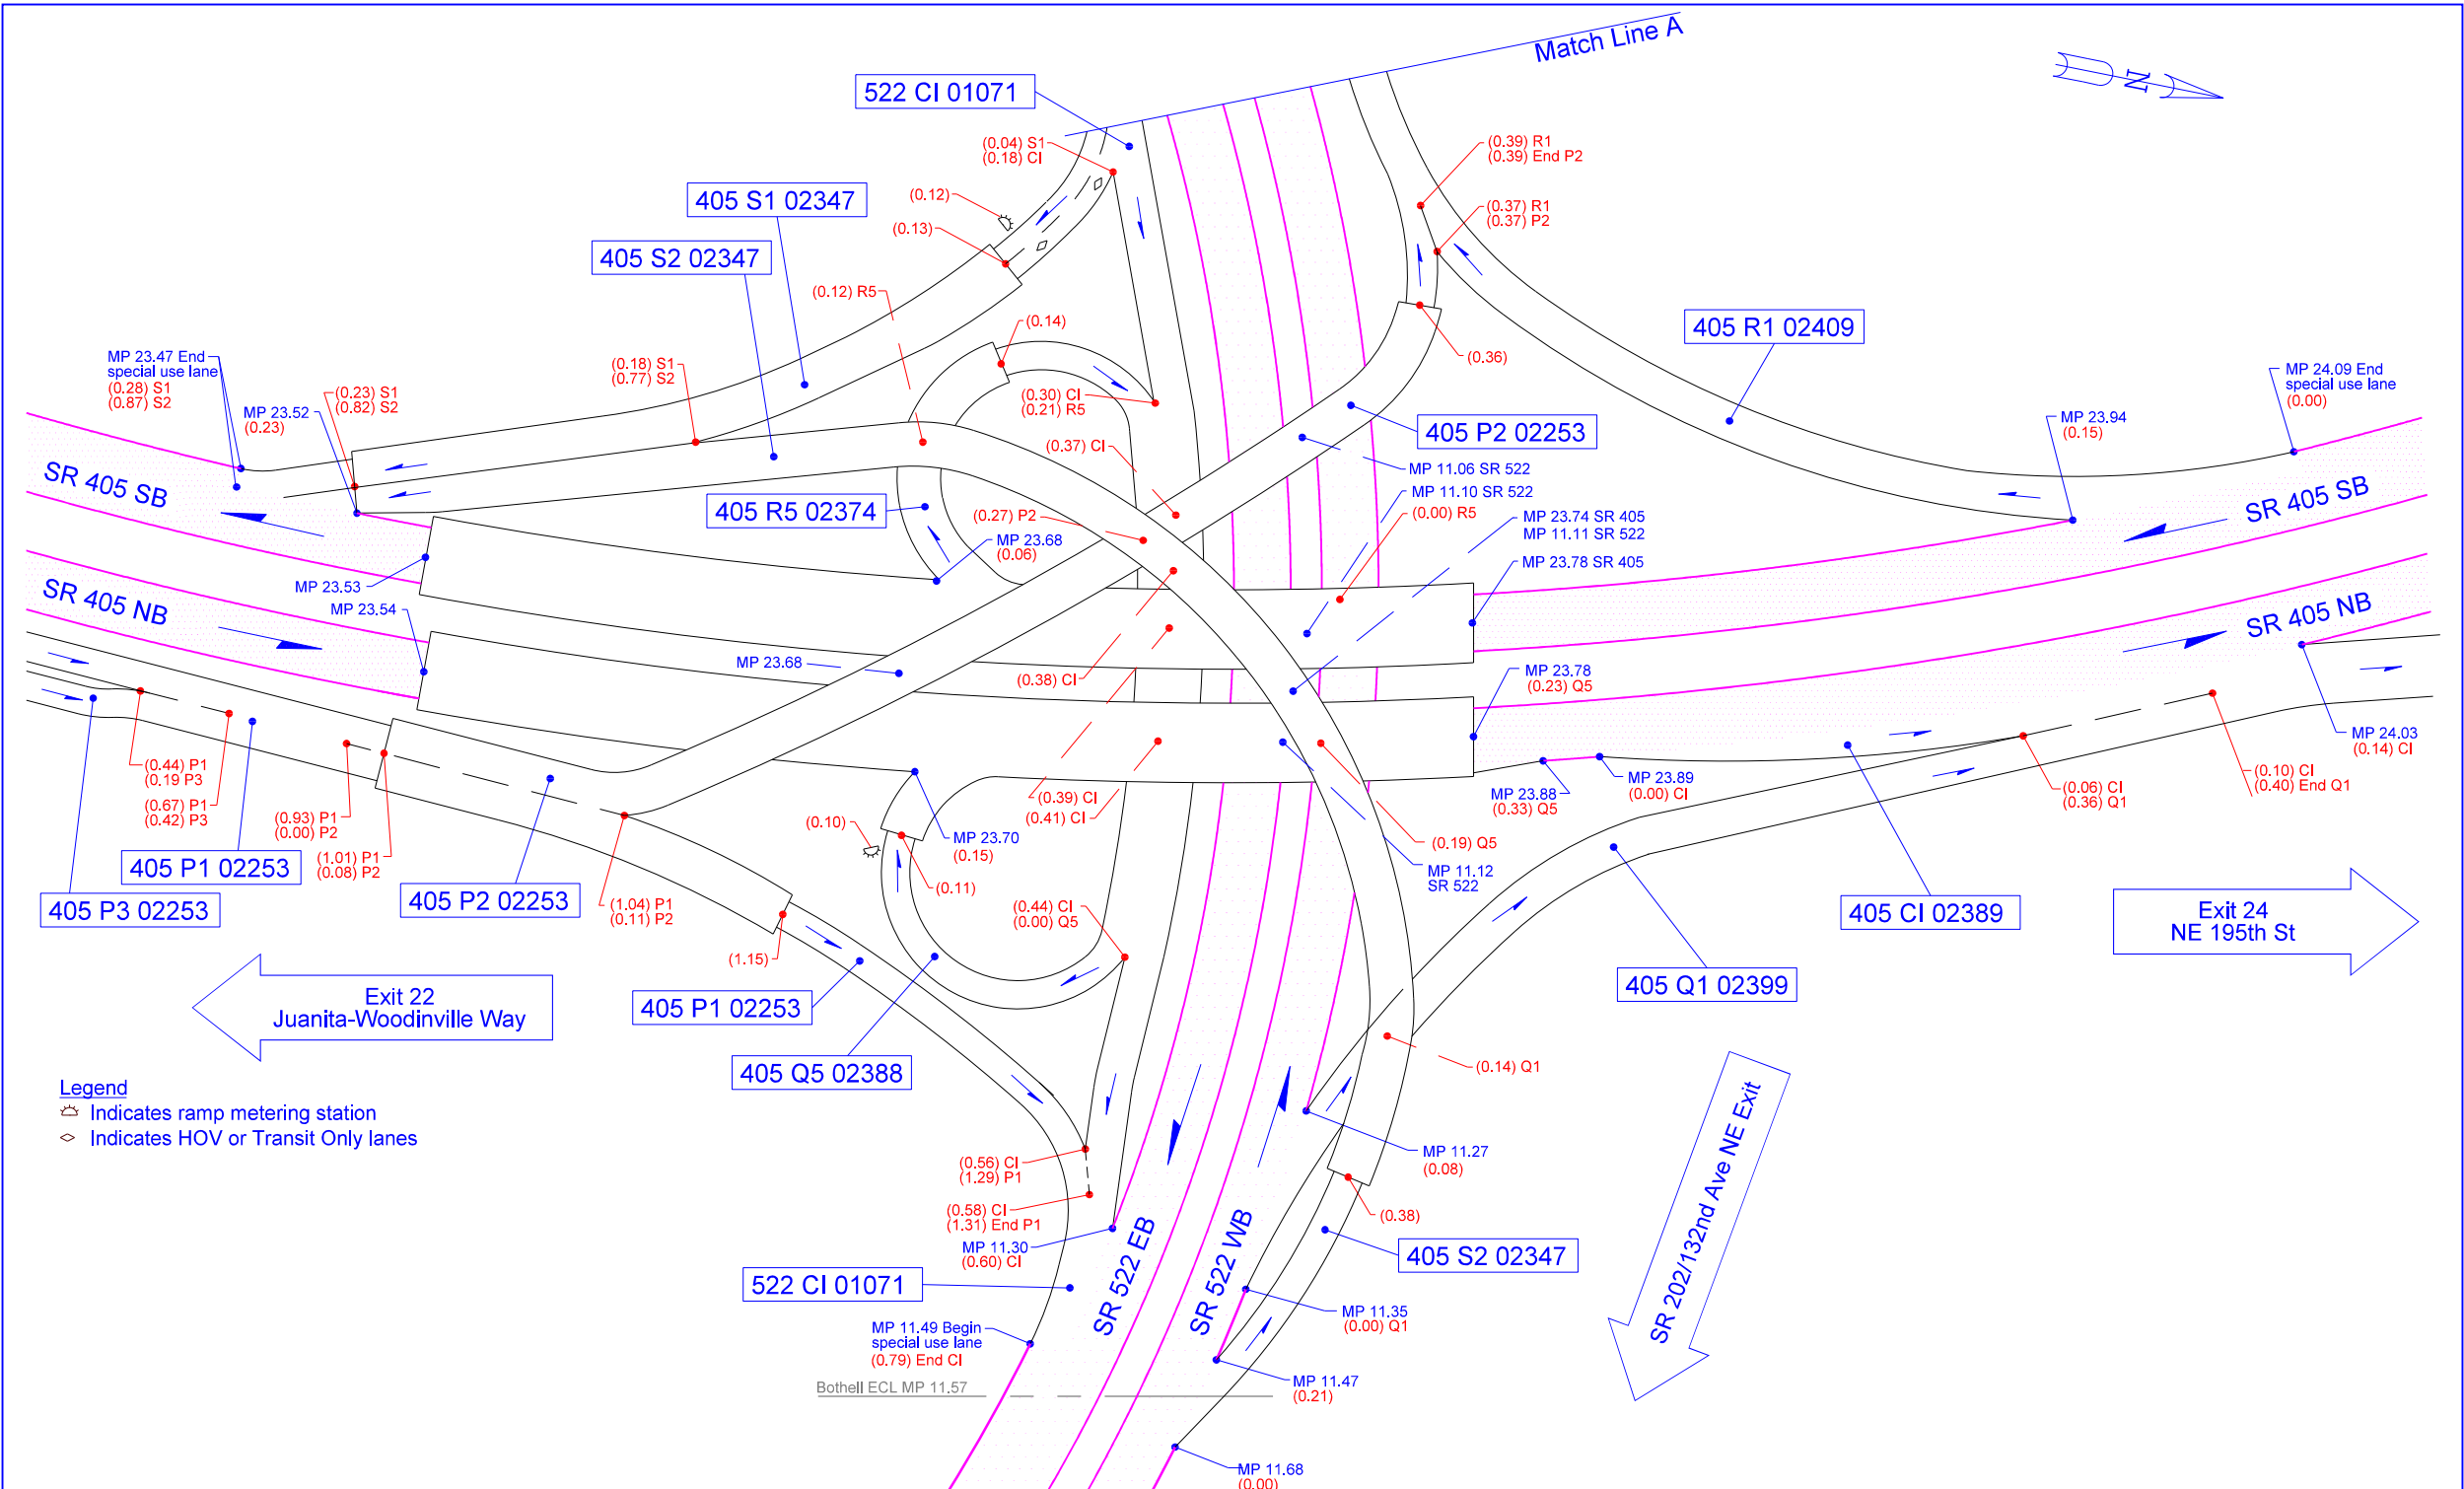 Match Line A
N
522 CI 01071
(0.04) S1
(0.18) CI
(0.39) R1
(0.39) End P2
405 S1 02347
(0.12)
(0.13)
(0.37) R1
(0.37) P2
405 S2 02347
(0.12) R5
(0.14)
405 R1 02409
MP 23.47 End
special use lane
(0.28) S1
(0.87) S2
(0.18) S1
(0.77) S2
(0.36)
MP 24.09 End
special use lane
(0.00)
(0.23) S1
(0.82) S2
MP 23.52
(0.23)
(0.30) CI
(0.21) R5
MP 23.94
(0.15)
405 P2 02253
(0.37) CI
SR 405 SB
MP 11.06 SR 522
MP 11.10 SR 522
(0.00) R5
SR 405 SB
405 R5 02374
(0.27) P2
MP 23.74 SR 405
MP 11.11 SR 522
MP 23.68
(0.06)
MP 23.78 SR 405
MP 23.53
SR 405 NB
MP 23.54
SR 405 NB
MP 23.68
(0.38) CI
MP 23.78
(0.23) Q5
MP 24.03
(0.14) CI
(0.44) P1
(0.19) P3
(0.67) P1
(0.42) P3
(0.93) P1
(0.00) P2
(1.01) P1
(0.08) P2
(0.39) CI
(0.41) CI
MP 23.88
(0.33) Q5
MP 23.89
(0.00) CI
(0.06) CI
(0.36) Q1
(0.10) CI
(0.40) End Q1
(0.10)
MP 23.70
(0.15)
(0.19) Q5
MP 11.12
SR 522
405 P1 02253
405 P3 02253
405 P2 02253
(1.04) P1
(0.11) P2
(0.11)
(0.44) CI
(0.00) Q5
405 CI 02389
Exit 24
NE 195th St
(1.15)
405 Q1 02399
Exit 22
Juanita-Woodinville Way
405 P1 02253
405 Q5 02388
(0.14) Q1
Legend
Indicates ramp metering station
Indicates HOV or Transit Only lanes
MP 11.27
(0.08)
(0.56) CI
(1.29) P1
(0.58) CI
(1.31) End P1
MP 11.30
(0.60) CI
(0.38)
SR 522 EB
SR 522 WB
405 S2 02347
SR 202/132nd Ave NE Exit
522 CI 01071
MP 11.35
(0.00) Q1
MP 11.49 Begin
special use lane
(0.79) End CI
Bothell ECL MP 11.57
MP 11.47
(0.21)
MP 11.68
(0.00)